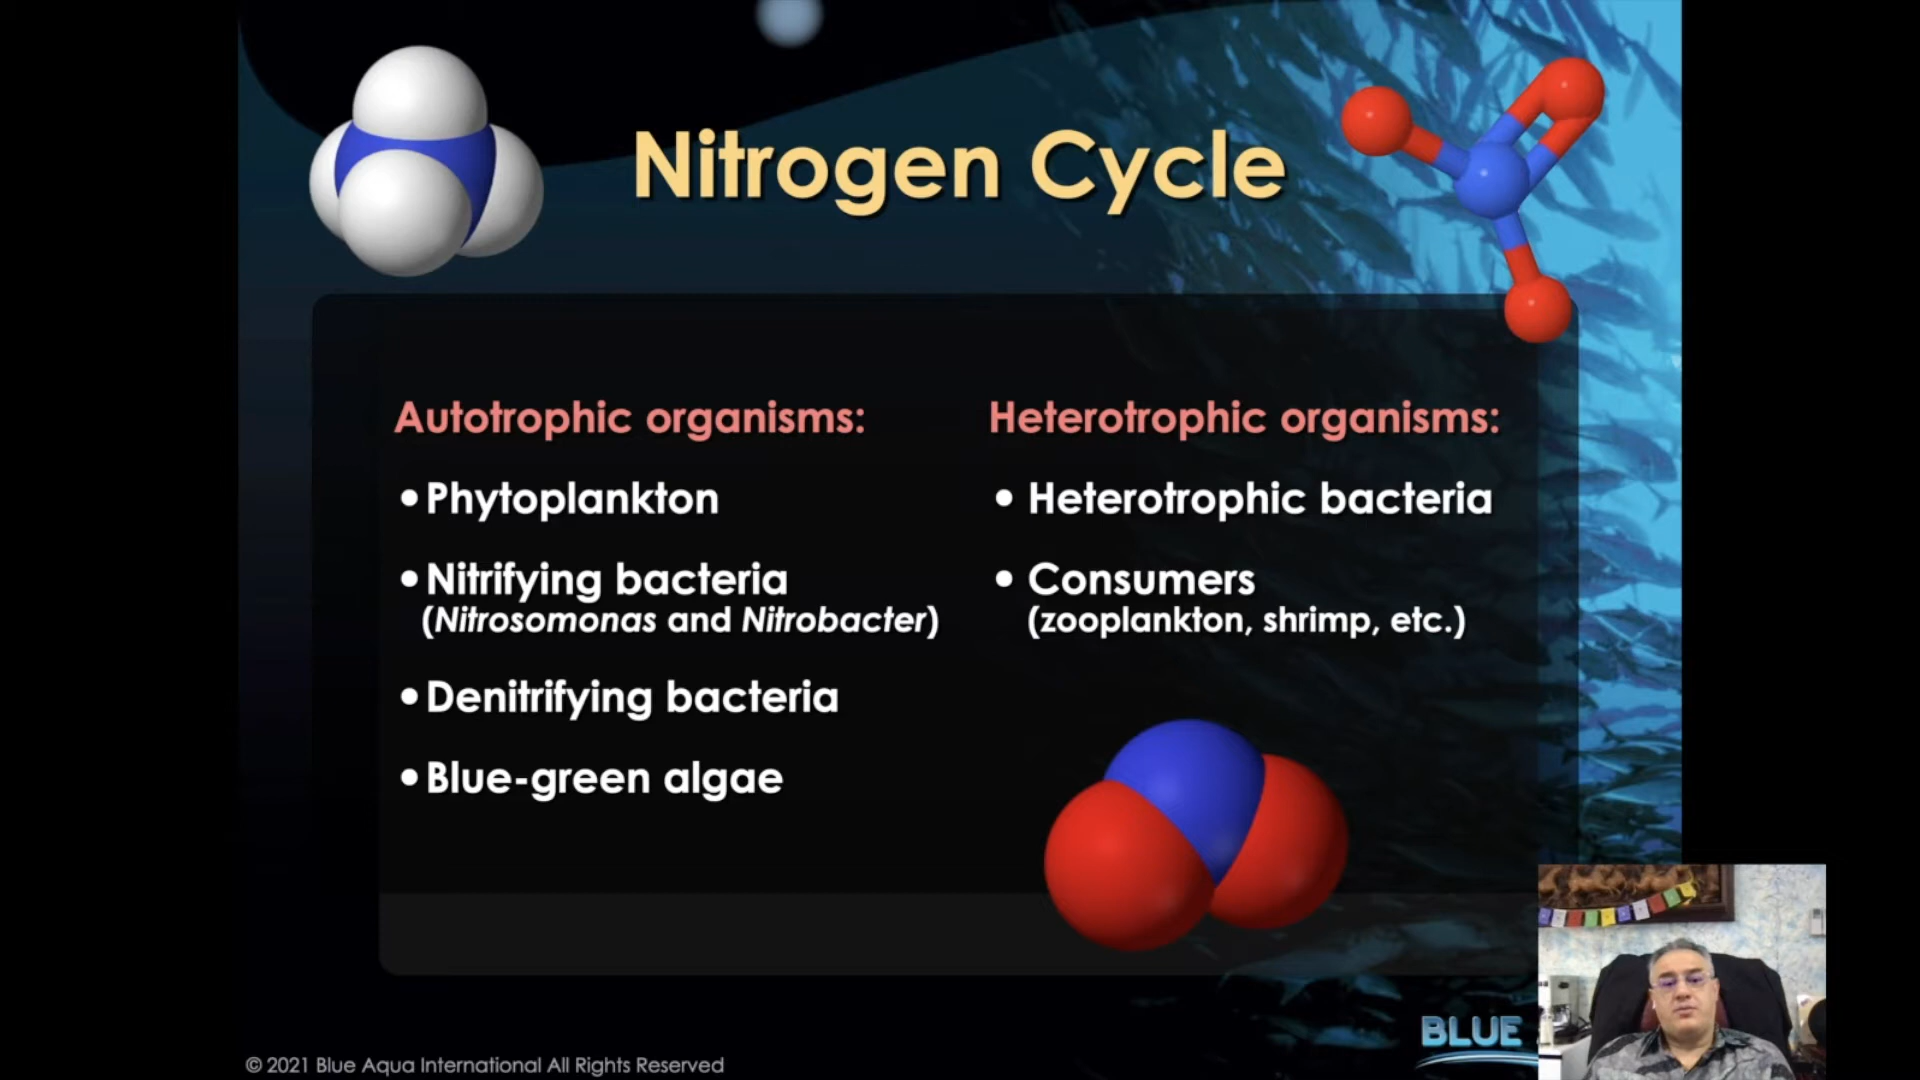 Nitrogen Cycle
Autotrophic organisms:
• Phytoplankton
• Nitrifying bacteria
(Nitrosomonas and Nitrobacter)
• Denitrifying bacteria
• Blue-green algae
Heterotrophic organisms:
• Heterotrophic bacteria
• Consumers
(zooplankton, shrimp, etc.)
BLUE
© 2021 Blue Aqua International All Rights Reserved